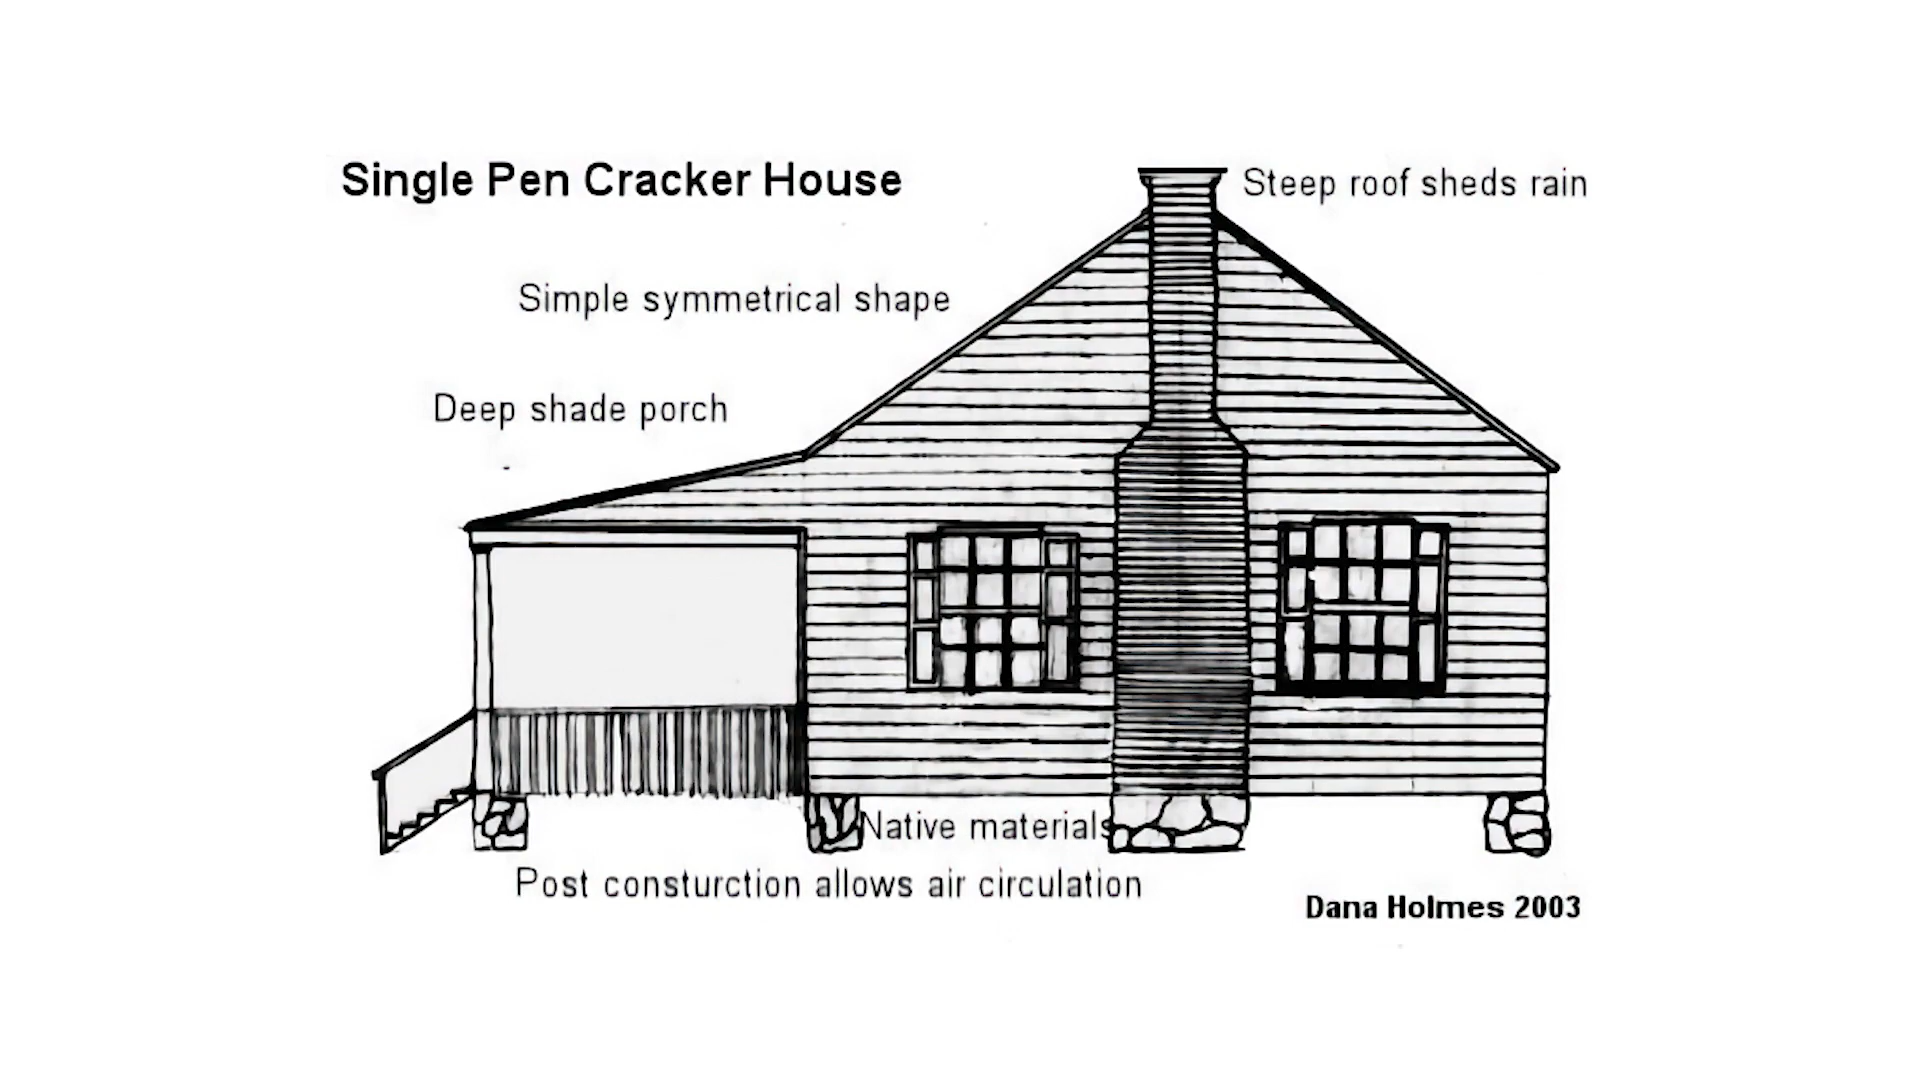 Single Pen Cracker House
Steep roof sheds rain
Simple symmetrical shape
Deep shade porch
Native materials
Post consturction allows air circulation
Dana Holmes 2003